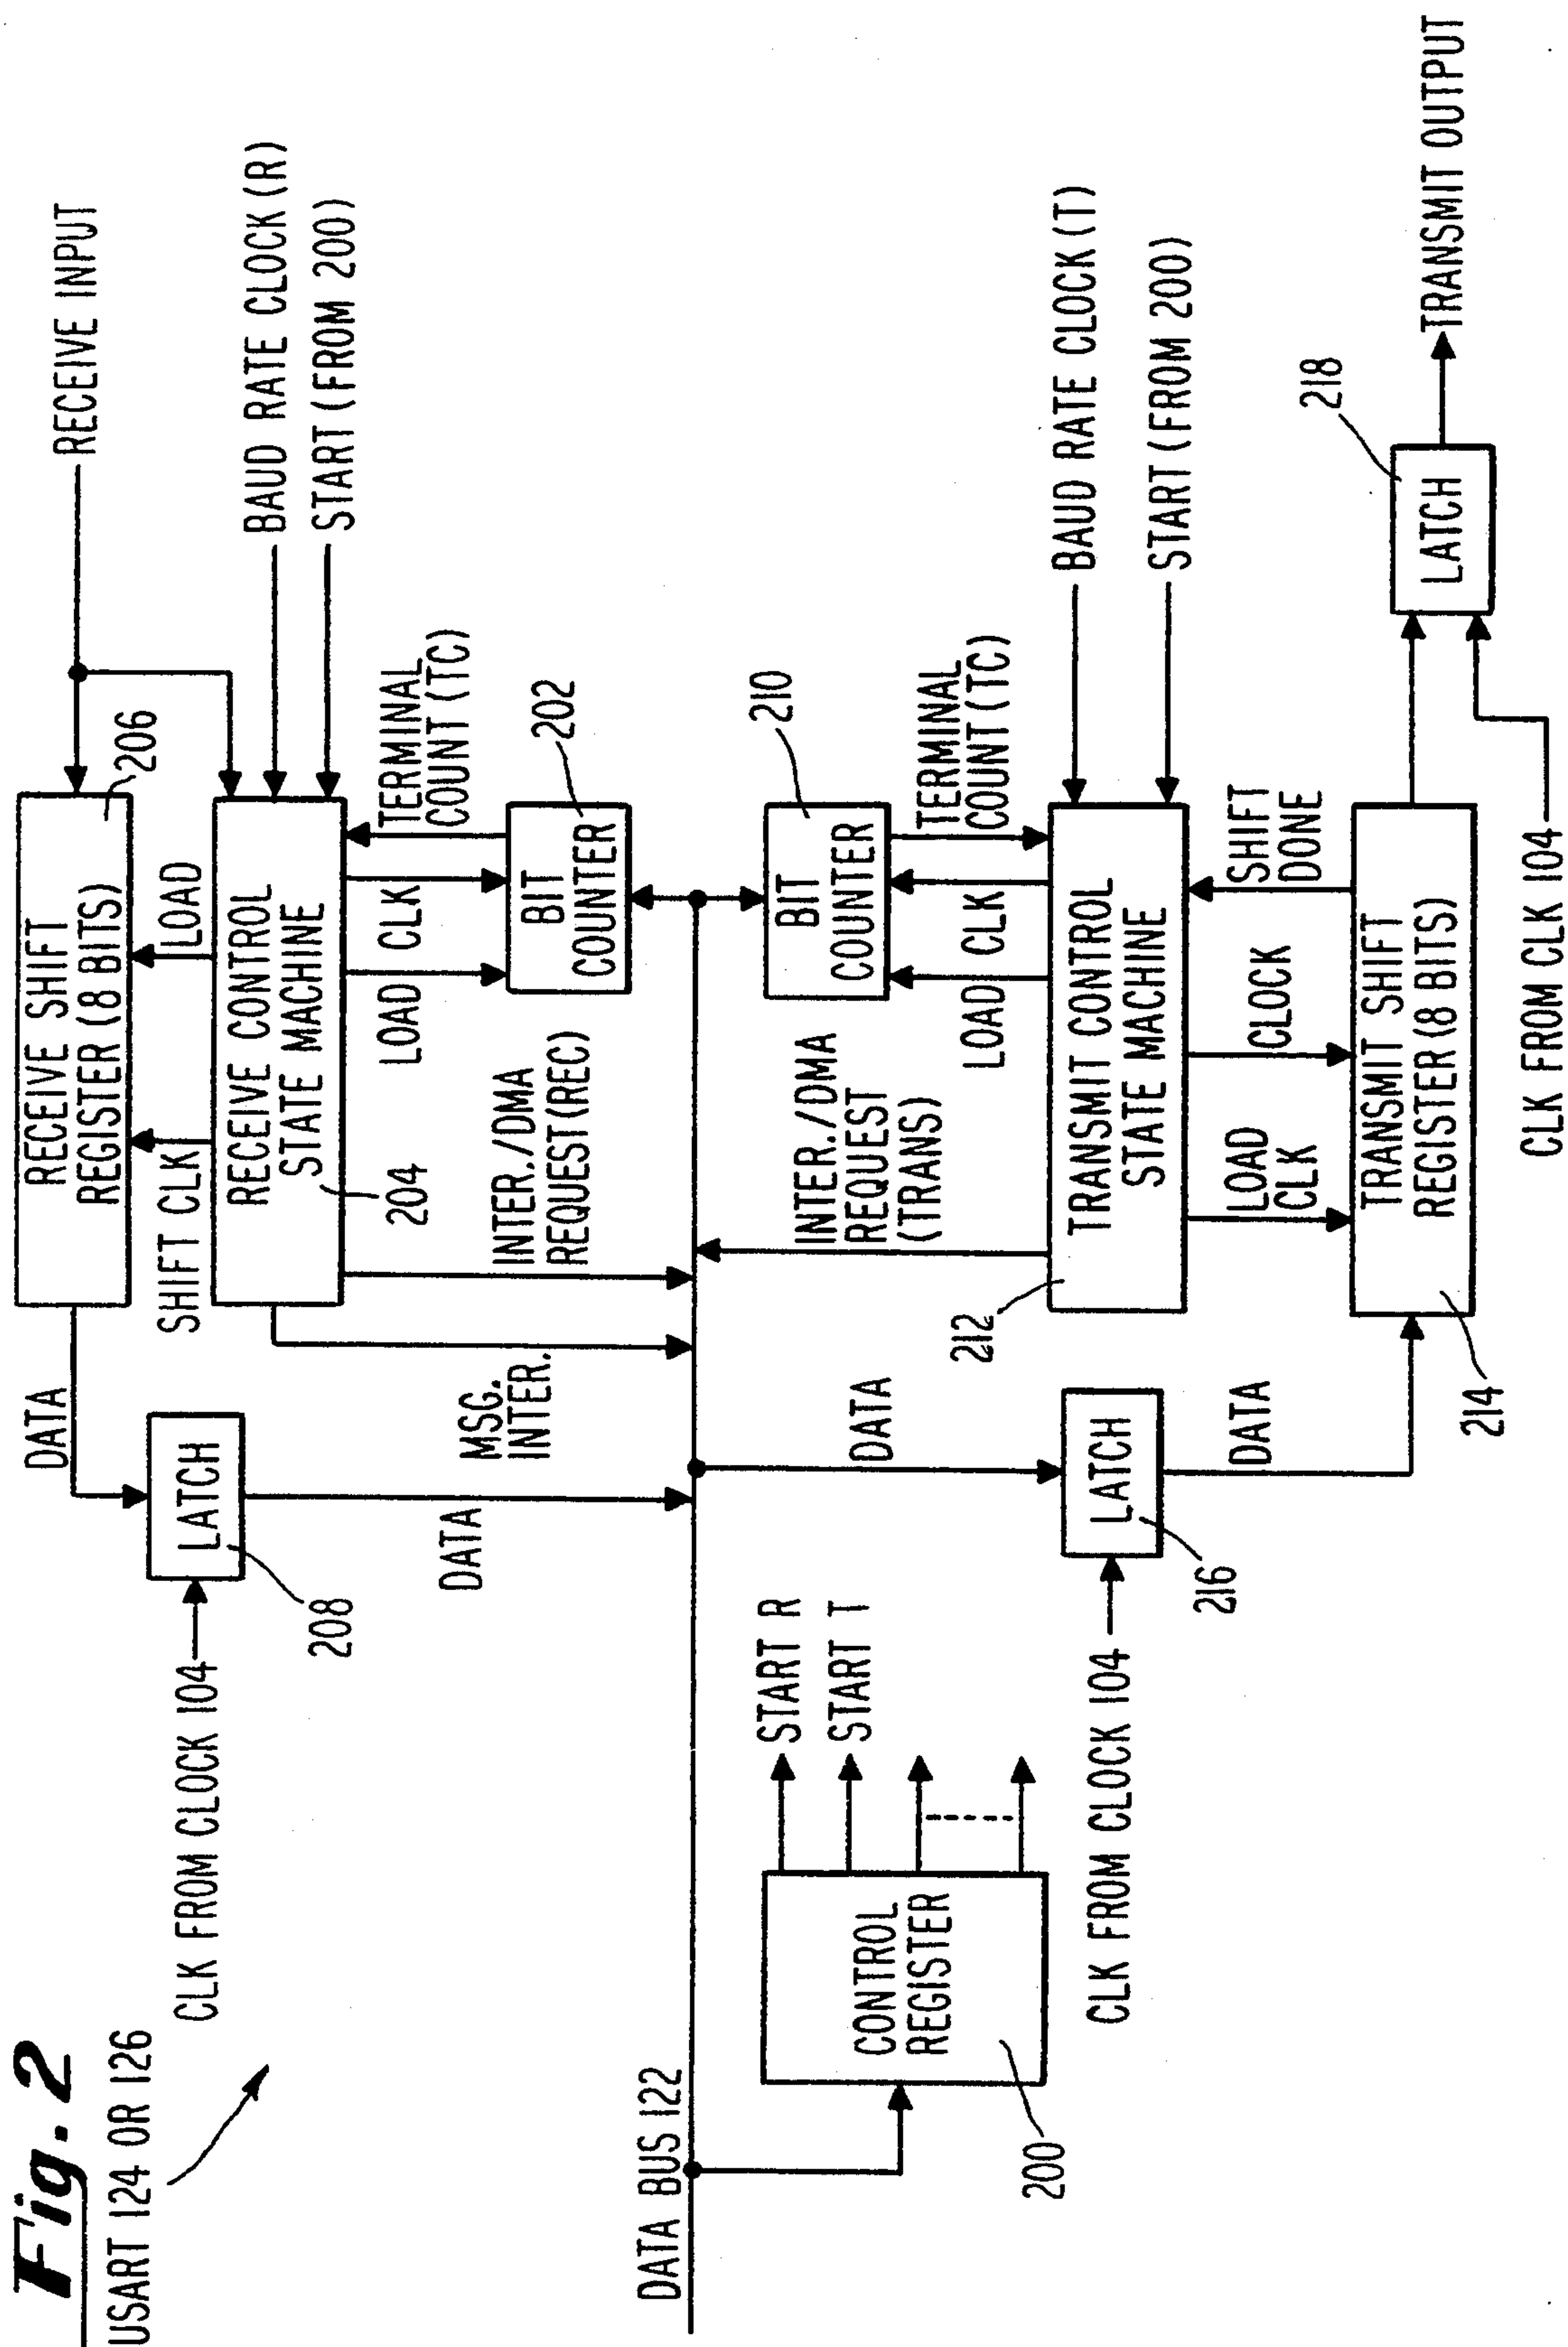 Fig. 2
USART 124 OR 126
RECEIVE INPUT
RECEIVE SHIFT
REGISTER (8 BITS)
206
DATA
SHIFT CLK
LOAD
BAUD RATE CLOCK (R)
START (FROM 200)
RECEIVE CONTROL
STATE MACHINE
204
CLK FROM CLOCK 104
LATCH
208
DATA
MSG.
INTER.
INTER./DMA
REQUEST (REC)
LOAD
CLK
TERMINAL
COUNT (TC)
BIT
COUNTER
202
DATA BUS 122
CONTROL
REGISTER
200
START R
START T
DATA
INTER./DMA
REQUEST
(TRANS)
BIT
COUNTER
210
LOAD
CLK
TERMINAL
COUNT (TC)
BAUD RATE CLOCK (T)
START (FROM 200)
TRANSMIT CONTROL
STATE MACHINE
212
CLK FROM CLOCK 104
LATCH
216
DATA
LOAD
CLK
CLOCK
SHIFT
DONE
TRANSMIT SHIFT
REGISTER (8 BITS)
214
LATCH
218
TRANSMIT OUTPUT
CLK FROM CLK 104